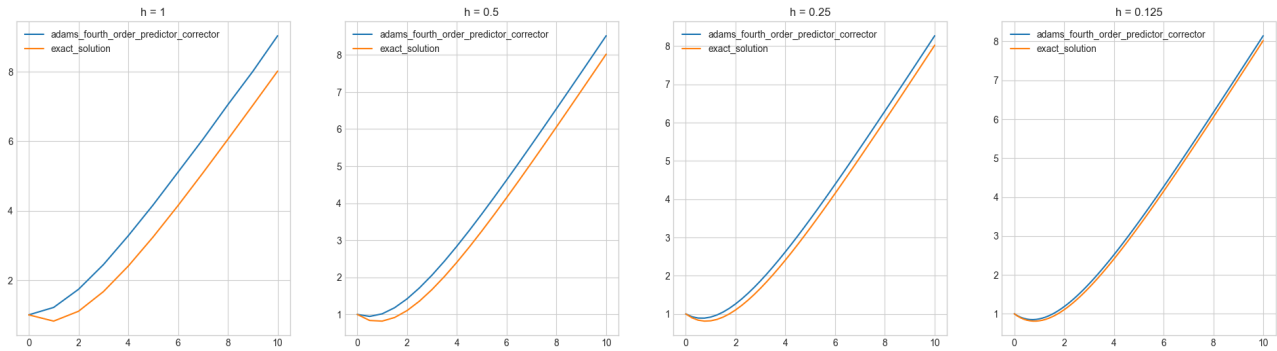 h = 1
adams_fourth_order_predictor_corrector
exact_solution
8
6
4
2
0 2 4 6 8 10
h = 0.5
adams_fourth_order_predictor_corrector
exact_solution
8
7
6
5
4
3
2
1
0 2 4 6 8 10
h = 0.25
adams_fourth_order_predictor_corrector
exact_solution
8
7
6
5
4
3
2
1
0 2 4 6 8 10
h = 0.125
adams_fourth_order_predictor_corrector
exact_solution
8
7
6
5
4
3
2
1
0 2 4 6 8 10